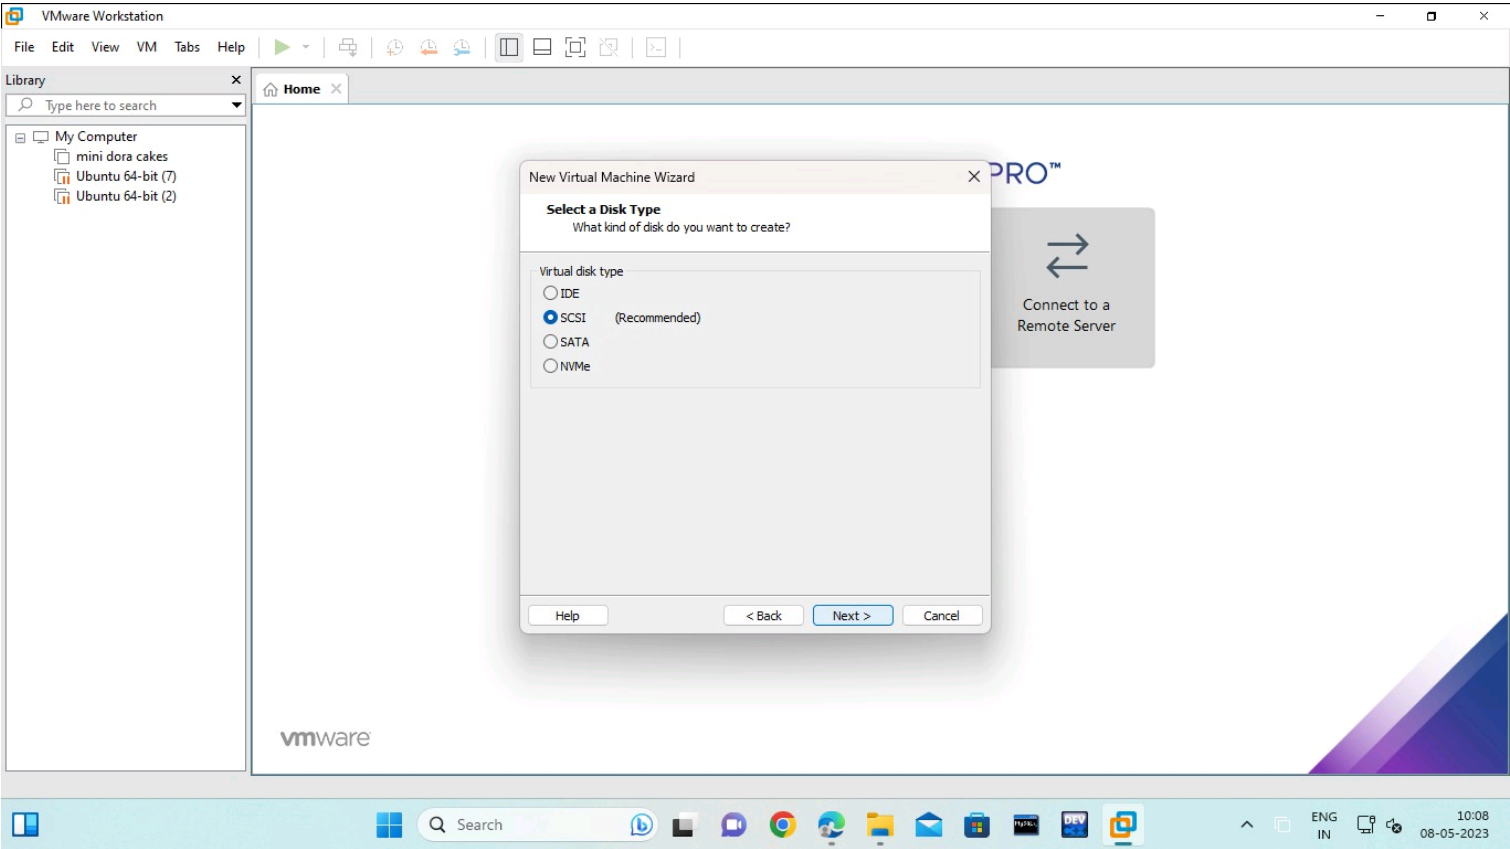 VMware Workstation
File Edit View VM Tabs Help
Library
Type here to search
My Computer
mini dora cakes
Ubuntu 64-bit (7)
Ubuntu 64-bit (2)
Home
PRO™
New Virtual Machine Wizard
Select a Disk Type
What kind of disk do you want to create?
Virtual disk type
IDE
SCSI (Recommended)
SATA
NVMe
Help < Back Next > Cancel
Connect to a
Remote Server
vmware
Search
MySQL
DEV
ENG
IN
10:08
08-05-2023